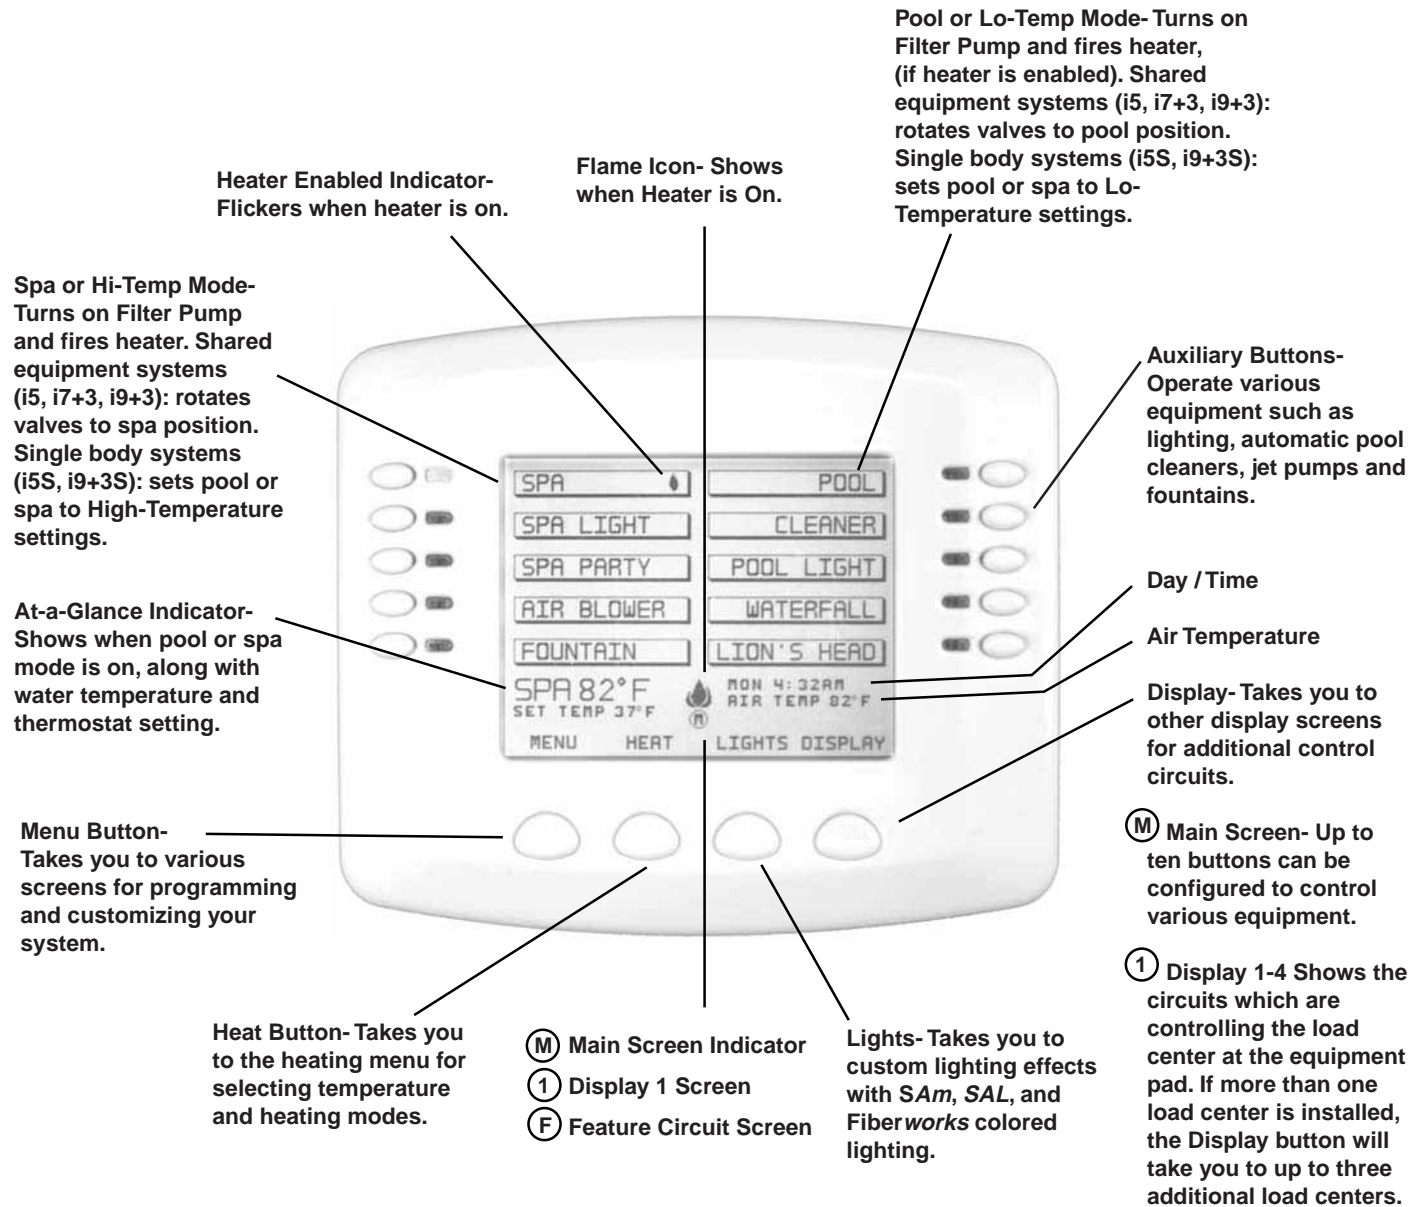 Pool or Lo-Temp Mode- Turns on
Filter Pump and fires heater,
(if heater is enabled). Shared
equipment systems (i5, i7+3, i9+3):
rotates valves to pool position.
Single body systems (i5S, i9+3S):
sets pool or spa to Lo-
Temperature settings.
Flame Icon- Shows
when Heater is On.
Heater Enabled Indicator-
Flickers when heater is on.
Spa or Hi-Temp Mode-
Turns on Filter Pump
and fires heater. Shared
equipment systems
(i5, i7+3, i9+3): rotates
valves to spa position.
Single body systems
(i5S, i9+3S): sets pool or
spa to High-Temperature
settings.
At-a-Glance Indicator-
Shows when pool or spa
mode is on, along with
water temperature and
thermostat setting.
Menu Button-
Takes you to various
screens for programming
and customizing your
system.
SPA
SPA LIGHT
SPA PARTY
AIR BLOWER
FOUNTAIN
POOL
CLEANER
POOL LIGHT
WATERFALL
LION'S HEAD
SPA 82°F
SET TEMP 37°F
M
MON 4:32AM
AIR TEMP 82°F
MENU HEAT LIGHTS DISPLAY
Auxiliary Buttons-
Operate various
equipment such as
lighting, automatic pool
cleaners, jet pumps and
fountains.
Day / Time
Air Temperature
Display- Takes you to
other display screens
for additional control
circuits.
M Main Screen- Up to
ten buttons can be
configured to control
various equipment.
1 Display 1-4 Shows the
circuits which are
controlling the load
center at the equipment
pad. If more than one
load center is installed,
the Display button will
take you to up to three
additional load centers.
Heat Button- Takes you
to the heating menu for
selecting temperature
and heating modes.
M Main Screen Indicator
1 Display 1 Screen
F Feature Circuit Screen
Lights- Takes you to
custom lighting effects
with SAm, SAL, and
Fiberworks colored
lighting.